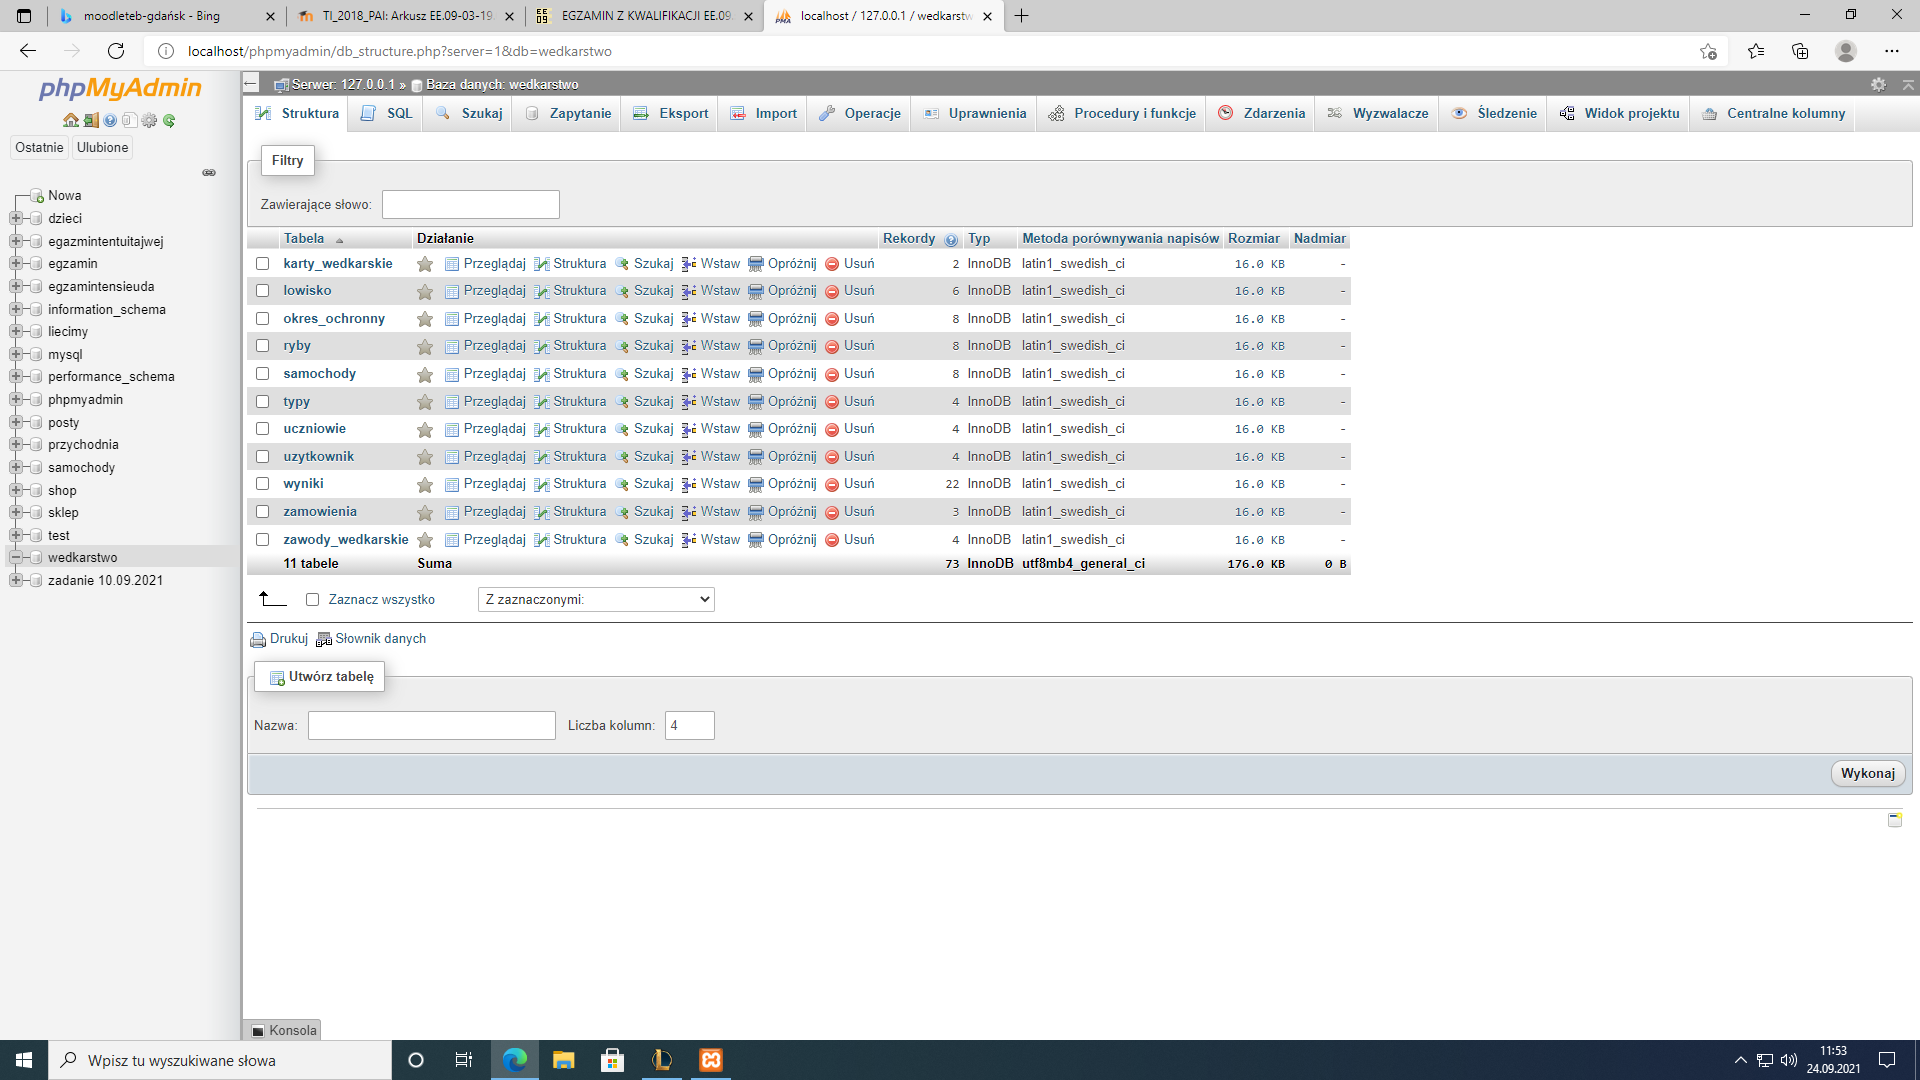 moodleteb-gdańsk - Bing
TI_2018_PAI: Arkusz EE.09-03-19.
EGZAMIN Z KWALIFIKACJI EE.09.
localhost / 127.0.0.1 / wedkarstw
localhost/phpmyadmin/db_structure.php?server=1&db=wedkarstwo
phpMyAdmin
Ostatnie Ulubione
Nowa
dzieci
egazmintentuitajwej
egzamin
egzamintensieuda
information_schema
liecimy
mysql
performance_schema
phpmyadmin
posty
przychodnia
samochody
shop
sklep
test
wedkarstwo
zadanie 10.09.2021
Serwer: 127.0.0.1 » Baza danych: wedkarstwo
Struktura SQL Szukaj Zapytanie Eksport Import Operacje Uprawnienia Procedury i funkcje Zdarzenia Wyzwalacze Śledzenie Widok projektu Centralne kolumny
Filtry
Zawierające słowo:
Tabela Działanie Rekordy Typ Metoda porównywania napisów Rozmiar Nadmiar
karty_wedkarskie Przeglądaj Struktura Szukaj Wstaw Opróżnij Usuń 2 InnoDB latin1_swedish_ci 16.0 KB -
lowisko Przeglądaj Struktura Szukaj Wstaw Opróżnij Usuń 6 InnoDB latin1_swedish_ci 16.0 KB -
okres_ochronny Przeglądaj Struktura Szukaj Wstaw Opróżnij Usuń 8 InnoDB latin1_swedish_ci 16.0 KB -
ryby Przeglądaj Struktura Szukaj Wstaw Opróżnij Usuń 8 InnoDB latin1_swedish_ci 16.0 KB -
samochody Przeglądaj Struktura Szukaj Wstaw Opróżnij Usuń 8 InnoDB latin1_swedish_ci 16.0 KB -
typy Przeglądaj Struktura Szukaj Wstaw Opróżnij Usuń 4 InnoDB latin1_swedish_ci 16.0 KB -
uczniowie Przeglądaj Struktura Szukaj Wstaw Opróżnij Usuń 4 InnoDB latin1_swedish_ci 16.0 KB -
uzytkownik Przeglądaj Struktura Szukaj Wstaw Opróżnij Usuń 4 InnoDB latin1_swedish_ci 16.0 KB -
wyniki Przeglądaj Struktura Szukaj Wstaw Opróżnij Usuń 22 InnoDB latin1_swedish_ci 16.0 KB -
zamowienia Przeglądaj Struktura Szukaj Wstaw Opróżnij Usuń 3 InnoDB latin1_swedish_ci 16.0 KB -
zawody_wedkarskie Przeglądaj Struktura Szukaj Wstaw Opróżnij Usuń 4 InnoDB latin1_swedish_ci 16.0 KB -
11 tabele Suma 73 InnoDB utf8mb4_general_ci 176.0 KB 0 B
Zaznacz wszystko Z zaznaczonymi:
Drukuj Słownik danych
Utwórz tabelę
Nazwa: Liczba kolumn: 4
Wykonaj
Konsola
Wpisz tu wyszukiwane słowa
11:53
24.09.2021